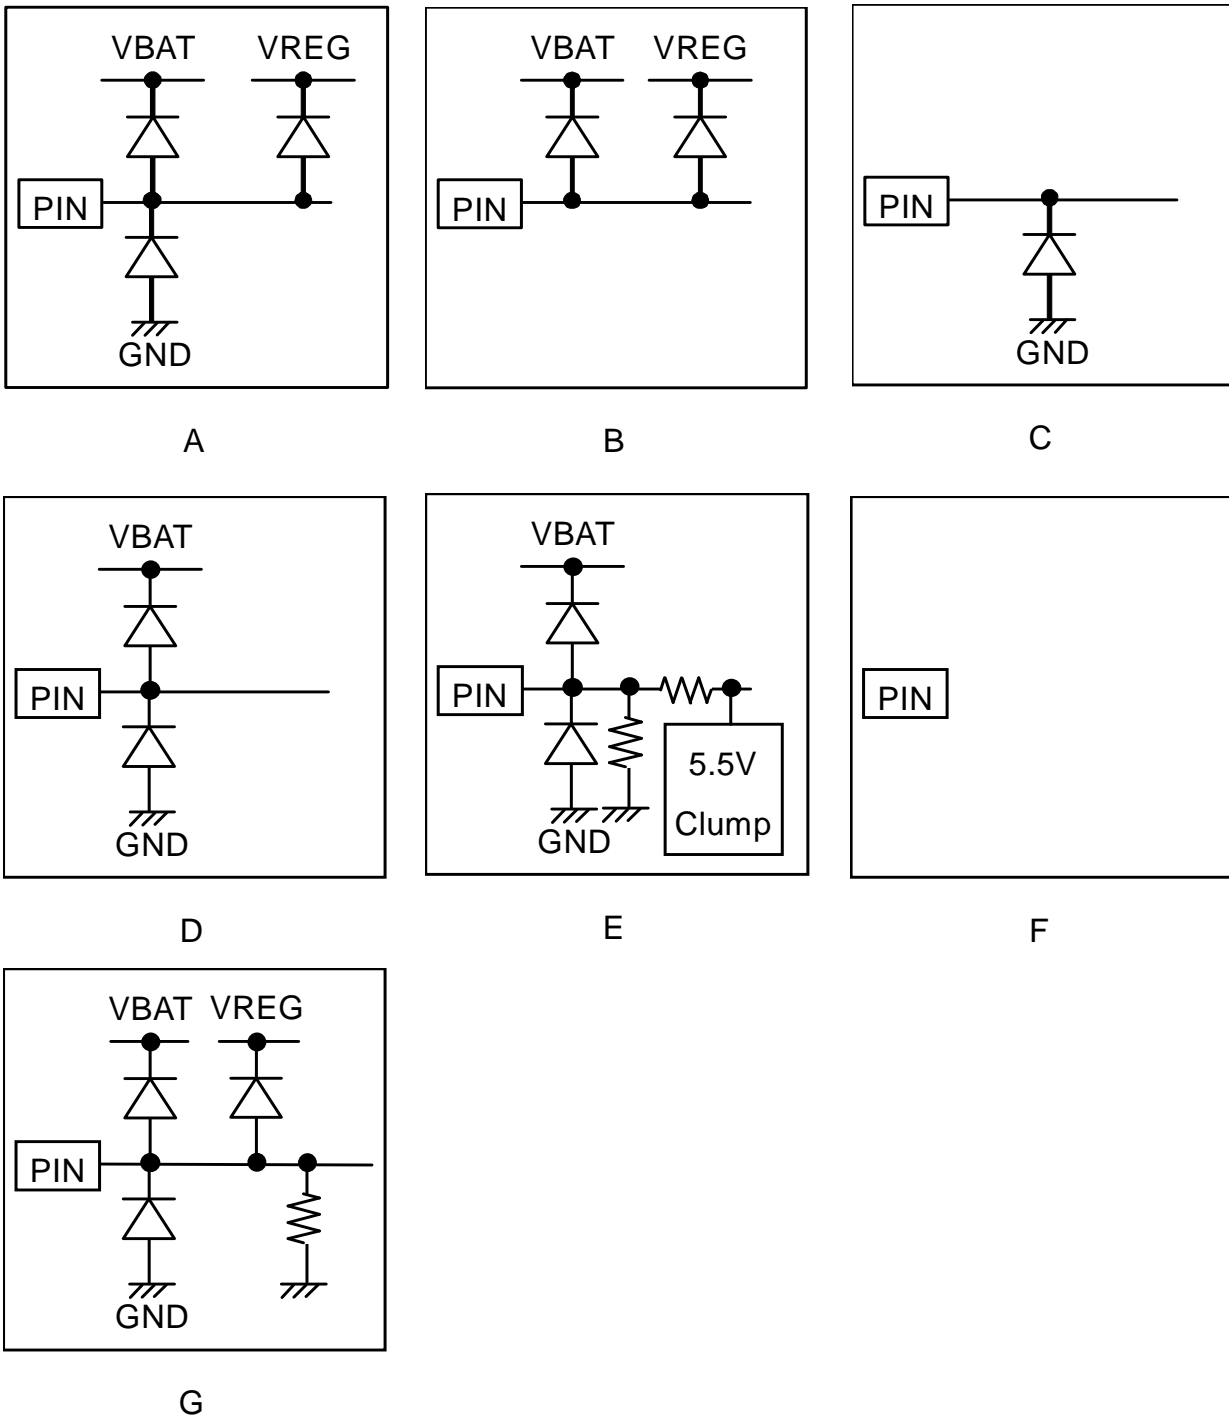 VBAT VREG
PIN
GND
A
VBAT VREG
PIN
B
PIN
GND
C
VBAT
PIN
GND
D
VBAT
PIN
5.5V
Clump
GND
E
PIN
F
VBAT VREG
PIN
GND
G